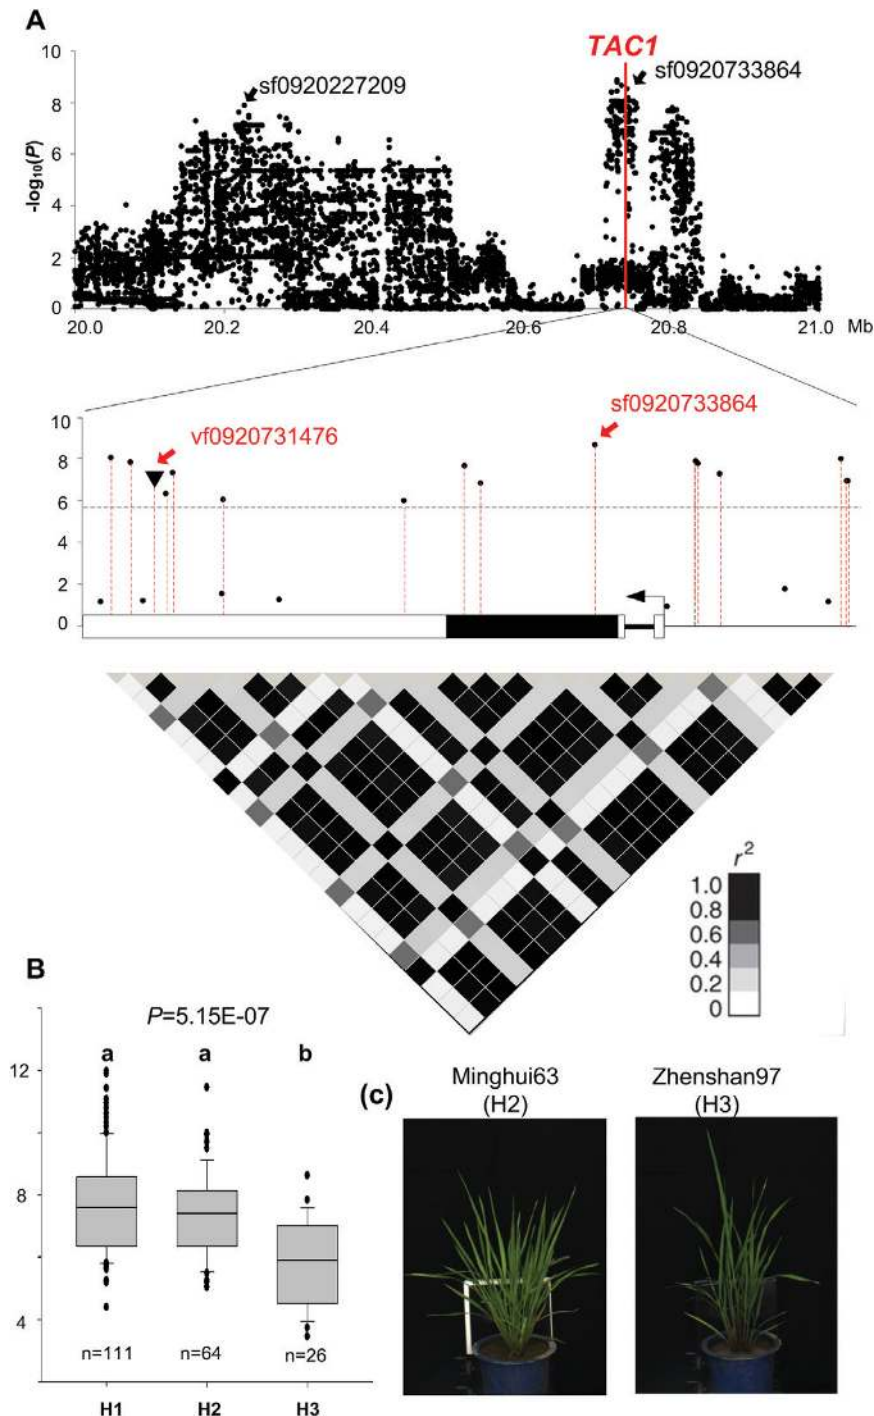 A
TAC1
sf0920227209
sf0920733864
-log10(P)
10
8
6
4
2
0
20.0 20.2 20.4 20.6 20.8 21.0 Mb
sf0920733864
vf0920731476
10
8
6
4
2
0
r²
1.0
0.8
0.6
0.4
0.2
0
B
P=5.15E-07
a a b
12
8
4
n=111 n=64 n=26
H1 H2 H3
(c)
Minghui63
(H2)
Zhenshan97
(H3)